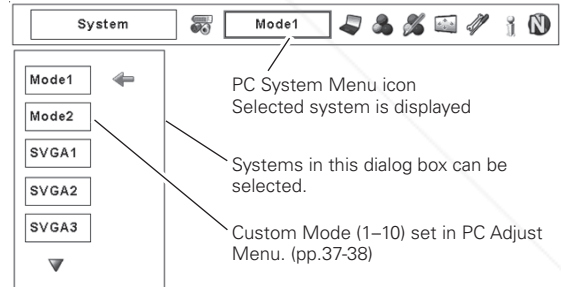 System
Mode1
N
Mode1
Mode2
SVGA1
SVGA2
SVGA3
PC System Menu icon
Selected system is displayed
Systems in this dialog box can be
selected.
Custom Mode (1–10) set in PC Adjust
Menu. (pp.37-38)